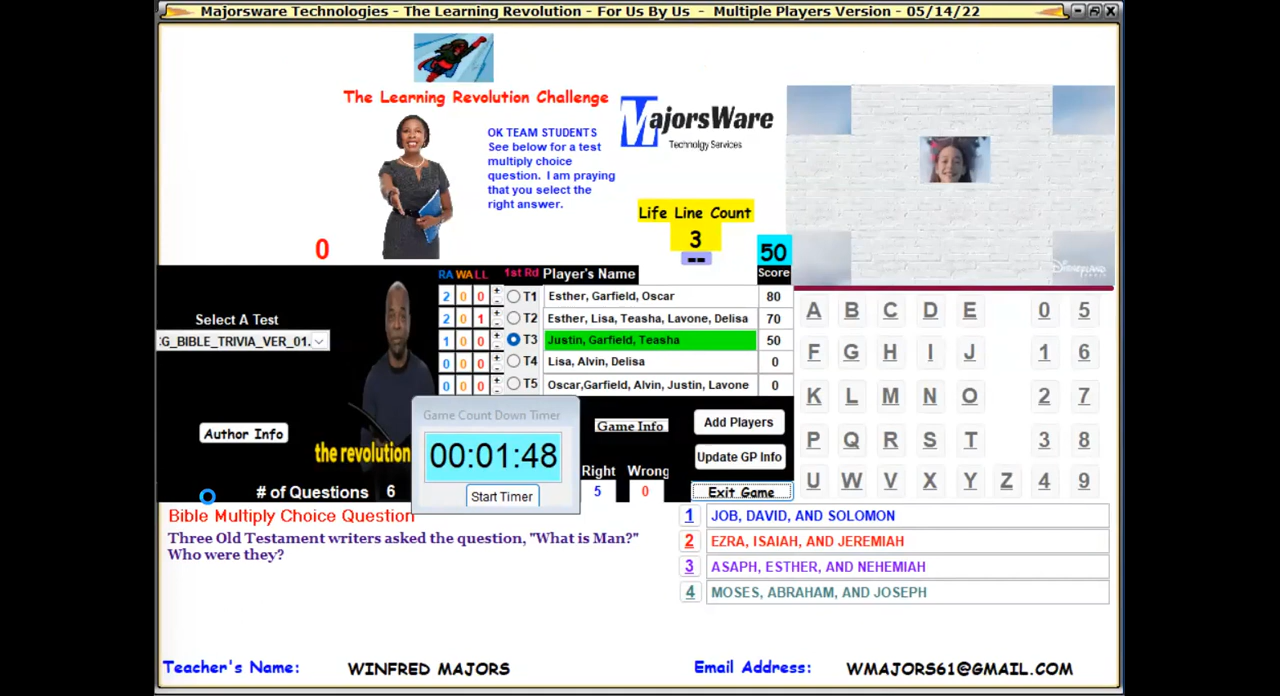 Majorsware Technologies - The Learning Revolution - For Us By Us - Multiple Players Version - 05/14/22
The Learning Revolution Challenge
OK TEAM STUDENTS
See below for a test
multiply choice
question. I am praying
that you select the
right answer.
MajorsWare
Technolgy Services
Life Line Count
3
--
0
50
Score
Disneyland
RA WA LL 1st Rd Player's Name
2 0 0 + - T1 Esther, Garfield, Oscar 80
2 0 1 + - T2 Esther, Lisa, Teasha, Lavone, Delisa 70
1 0 0 + - T3 Justin, Garfield, Teasha 50
0 0 0 + - T4 Lisa, Alvin, Delisa 0
0 0 0 + - T5 Oscar,Garfield, Alvin, Justin, Lavone 0
Select A Test
G_BIBLE_TRIVIA_VER_01.
Author Info
the revolution
# of Questions 6
Game Count Down Timer
00:01:48
Start Timer
Game Info
Right Wrong
5 0
Add Players
Update GP Info
Exit Game
A B C D E 0 5
F G H I J 1 6
K L M N O 2 7
P Q R S T 3 8
U W V X Y Z 4 9
Bible Multiply Choice Question
Three Old Testament writers asked the question, "What is Man?"
Who were they?
1 JOB, DAVID, AND SOLOMON
2 EZRA, ISAIAH, AND JEREMIAH
3 ASAPH, ESTHER, AND NEHEMIAH
4 MOSES, ABRAHAM, AND JOSEPH
Teacher's Name: WINFRED MAJORS
Email Address: WMAJORS61@GMAIL.COM